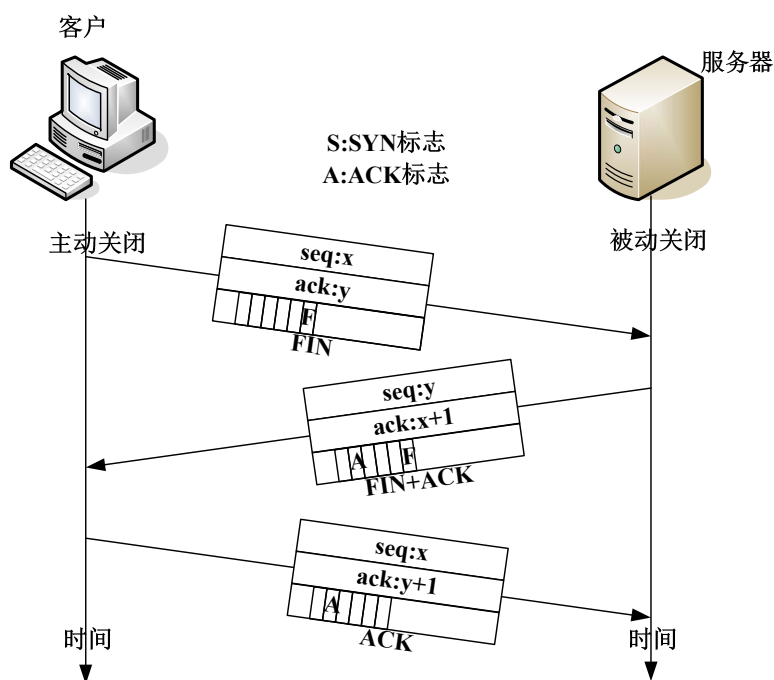 客户
服务器
S:SYN标志
A:ACK标志
主动关闭
被动关闭
seq:x
ack:y
F
FIN
seq:y
ack:x+1
A F
FIN+ACK
seq:x
ack:y+1
A
ACK
时间
时间